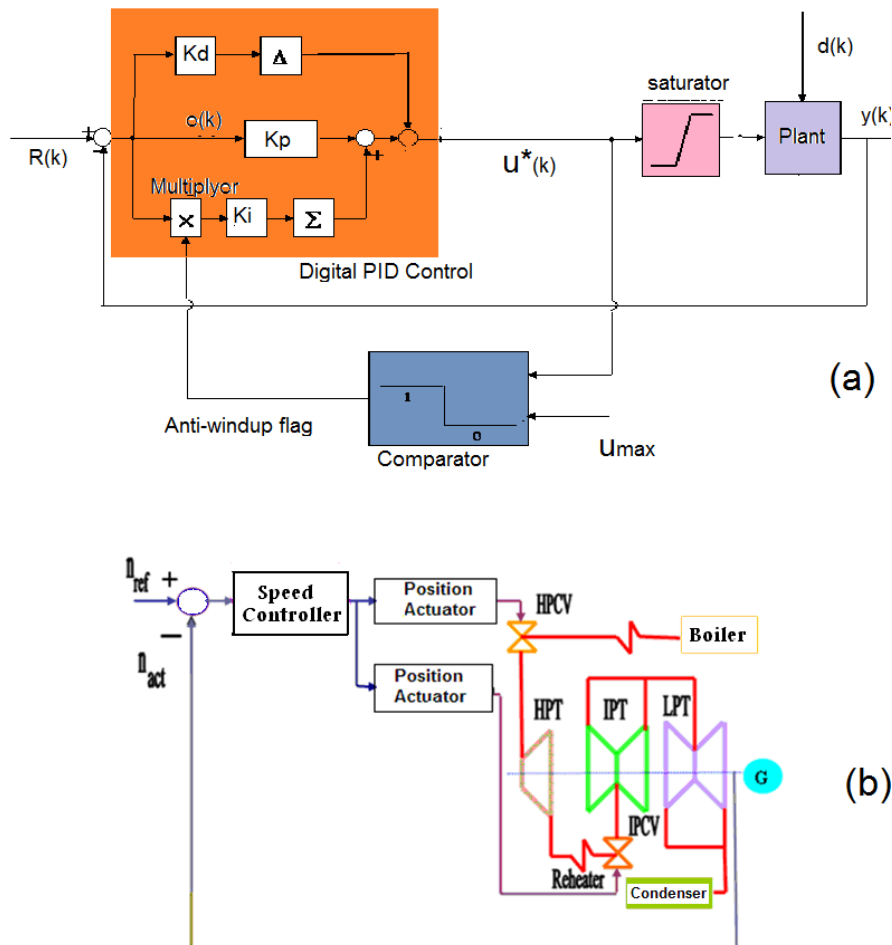 d(k)
Kd
Δ
saturator
+
e(k)
y(k)
R(k)
-
Kp
Plant
+
u*(k)
Multiplyor
×
Ki
Σ
Digital PID Control
(a)
1
Anti-windup flag
0
Comparator
umax
nref
+
Speed
Controller
Position
Actuator
HPCV
Boiler
−
nact
Position
Actuator
HPT
IPT
LPT
G
(b)
IPCV
Reheater
Condenser